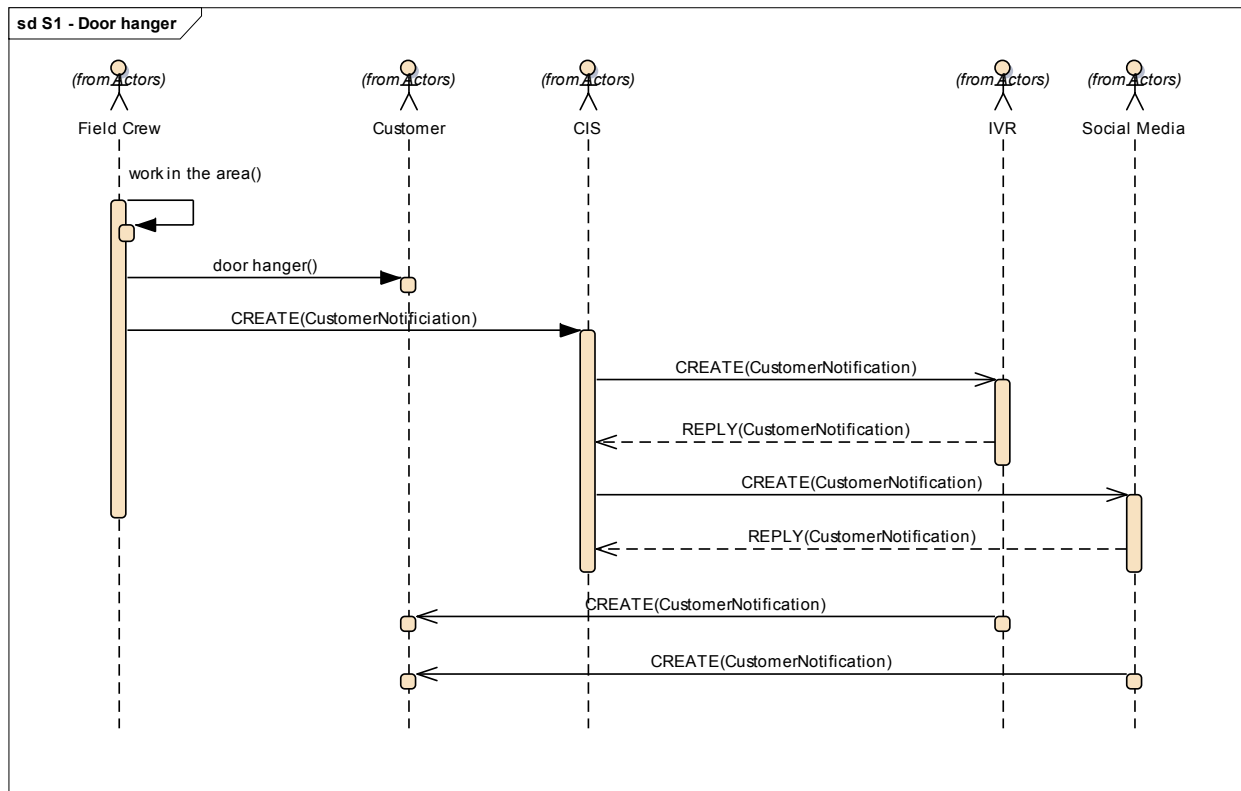 sd S1 - Door hanger
(from Actors)
(from Actors)
(from Actors)
(from Actors)
(from Actors)
Field Crew
Customer
CIS
IVR
Social Media
work in the area()
door hanger()
CREATE(CustomerNotificiation)
CREATE(CustomerNotification)
REPLY(CustomerNotification)
CREATE(CustomerNotification)
REPLY(CustomerNotification)
CREATE(CustomerNotification)
CREATE(CustomerNotification)